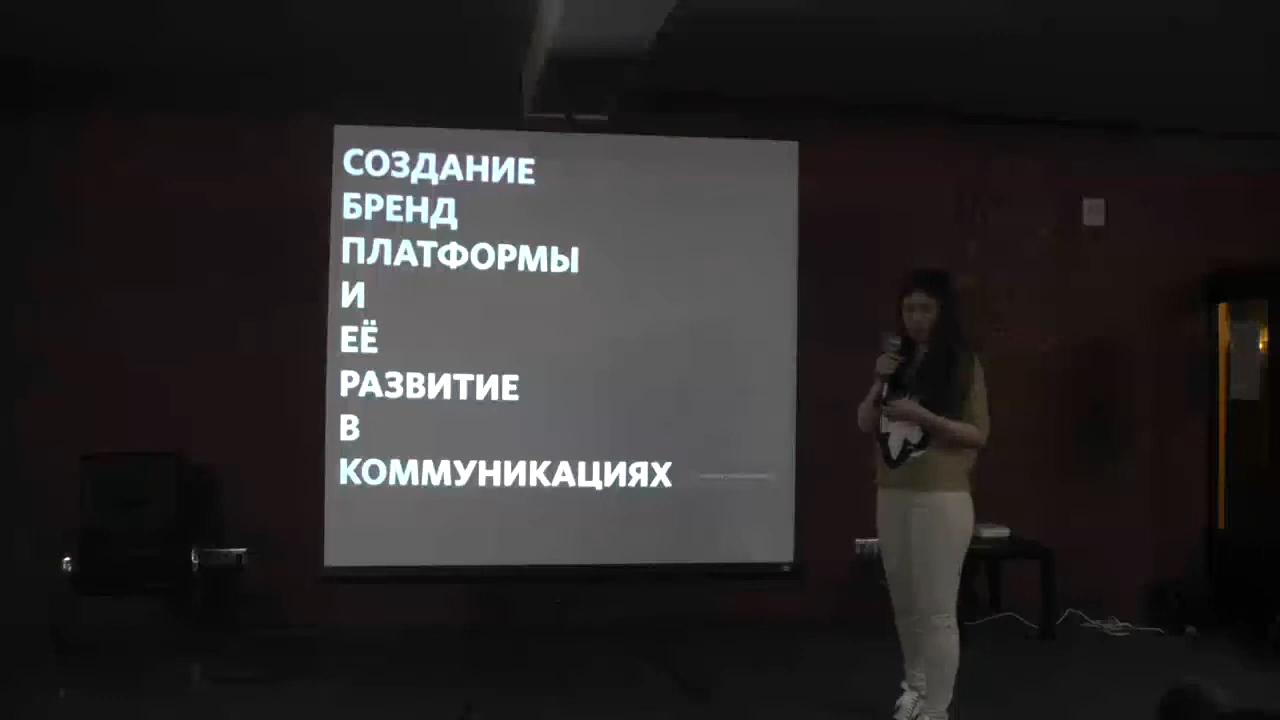 СОЗДАНИЕ
БРЕНД
ПЛАТФОРМЫ
И
ЕЁ
РАЗВИТИЕ
В
КОММУНИКАЦИЯХ